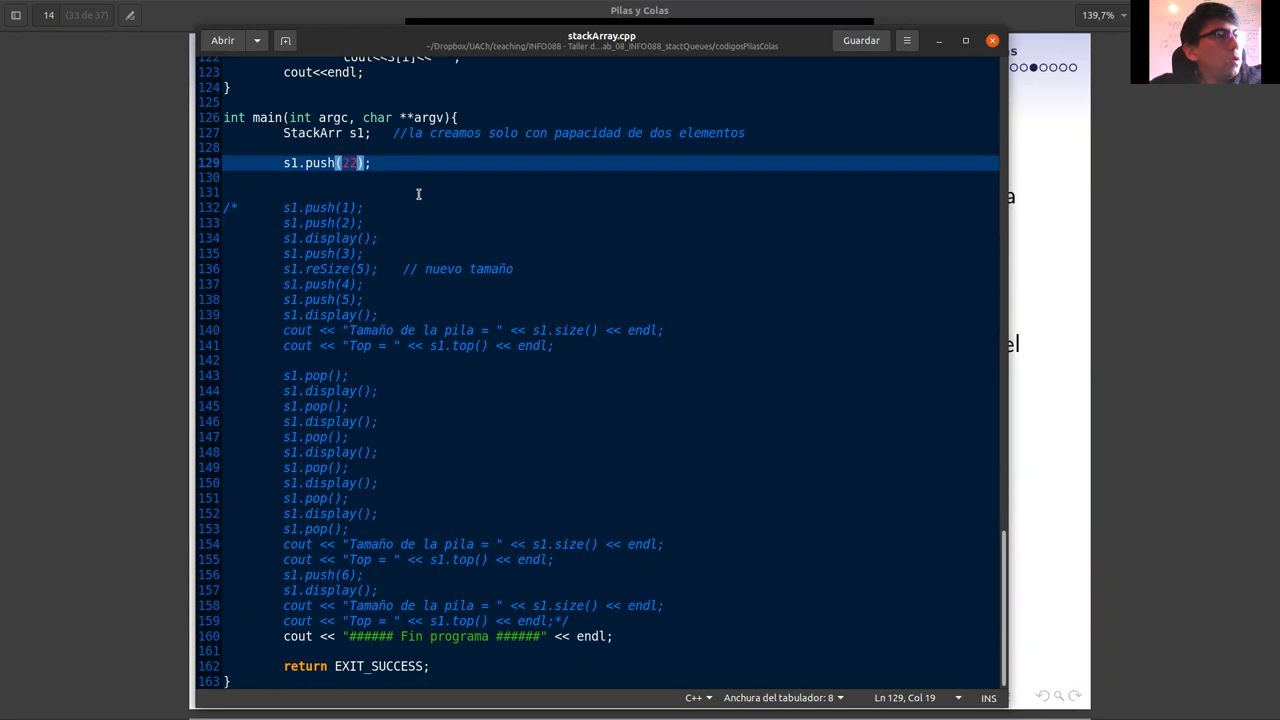 14
(33 de 37)
Pilas y Colas
139,7%
Abrir
stackArray.cpp
~/Dropbox/UACh/teaching/INFO088 - Taller d…ab_08_INFO088_stactQueues/codigosPilasColas
Guardar
os
a
el
122 cout<<S[i]<<" ";
123 cout<<endl;
124 }
125
126 int main(int argc, char **argv){
127 StackArr s1; //la creamos solo con papacidad de dos elementos
128
129 s1.push(22);
130
131
132 /* s1.push(1);
133 s1.push(2);
134 s1.display();
135 s1.push(3);
136 s1.reSize(5); // nuevo tamaño
137 s1.push(4);
138 s1.push(5);
139 s1.display();
140 cout << "Tamaño de la pila = " << s1.size() << endl;
141 cout << "Top = " << s1.top() << endl;
142
143 s1.pop();
144 s1.display();
145 s1.pop();
146 s1.display();
147 s1.pop();
148 s1.display();
149 s1.pop();
150 s1.display();
151 s1.pop();
152 s1.display();
153 s1.pop();
154 cout << "Tamaño de la pila = " << s1.size() << endl;
155 cout << "Top = " << s1.top() << endl;
156 s1.push(6);
157 s1.display();
158 cout << "Tamaño de la pila = " << s1.size() << endl;
159 cout << "Top = " << s1.top() << endl;*/
160 cout << "###### Fin programa ######" << endl;
161
162 return EXIT_SUCCESS;
163 }
C++
Anchura del tabulador: 8
Ln 129, Col 19
INS